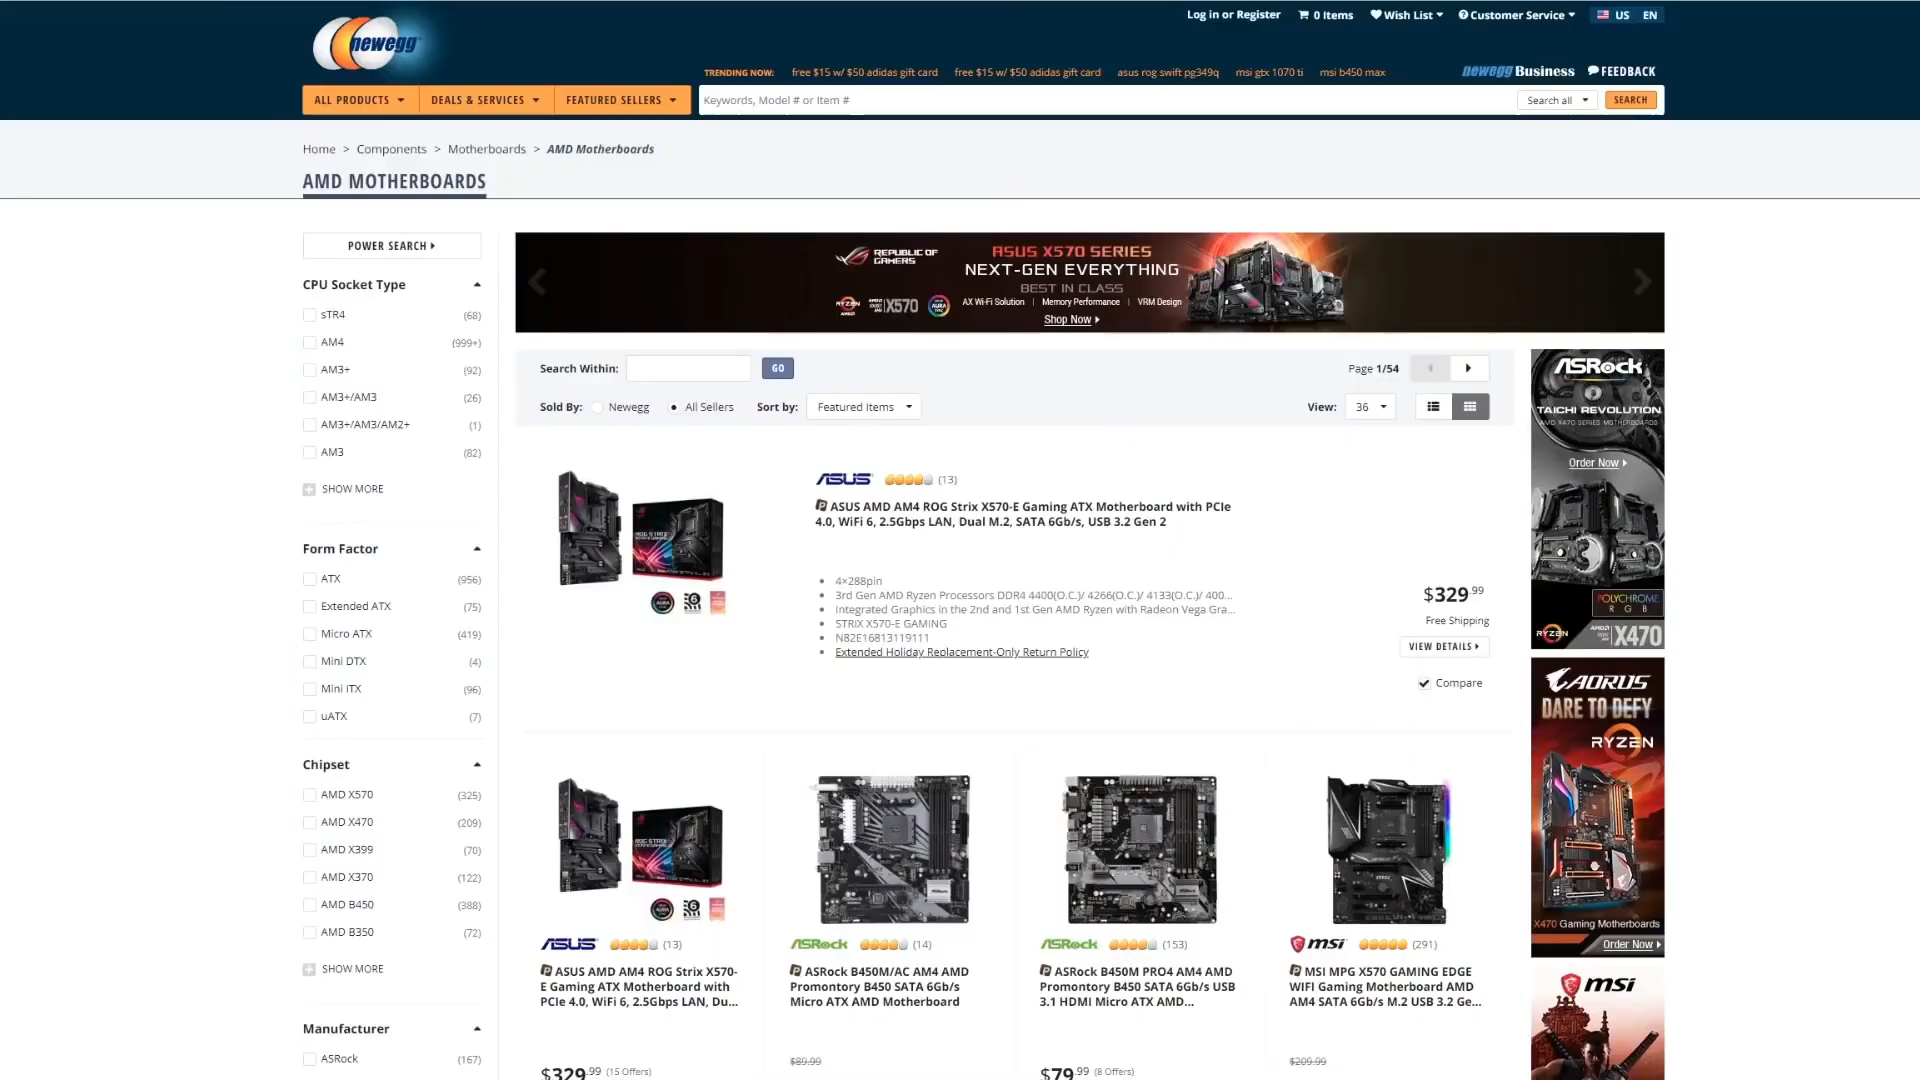 Log in or Register
0 Items
Wish List
Customer Service
US
EN
newegg
TRENDING NOW:
free $15 w/ $50 adidas gift card
free $15 w/ $50 adidas gift card
asus rog swift pg349q
msi gtx 1070 ti
msi b450 max
newegg Business
FEEDBACK
ALL PRODUCTS
DEALS & SERVICES
FEATURED SELLERS
Keywords, Model # or Item #
Search all
SEARCH
Home > Components > Motherboards > AMD Motherboards
AMD MOTHERBOARDS
POWER SEARCH
CPU Socket Type
sTR4 (68)
AM4 (999+)
AM3+ (92)
AM3+/AM3 (26)
AM3+/AM3/AM2+ (1)
AM3 (82)
SHOW MORE
Form Factor
ATX (956)
Extended ATX (75)
Micro ATX (419)
Mini DTX (4)
Mini ITX (96)
uATX (7)
Chipset
AMD X570 (325)
AMD X470 (209)
AMD X399 (70)
AMD X370 (122)
AMD B450 (388)
AMD B350 (72)
SHOW MORE
Manufacturer
ASRock (167)
REPUBLIC OF
GAMERS
ASUS X570 SERIES
NEXT-GEN EVERYTHING
BEST IN CLASS
RYZEN
X570
AX Wi-Fi Solution | Memory Performance | VRM Design
Shop Now
Search Within:
GO
Page 1/54
Sold By: Newegg All Sellers
Sort by: Featured Items
View: 36
ASUS (13)
ASUS AMD AM4 ROG Strix X570-E Gaming ATX Motherboard with PCIe
4.0, WiFi 6, 2.5Gbps LAN, Dual M.2, SATA 6Gb/s, USB 3.2 Gen 2
4×288pin
3rd Gen AMD Ryzen Processors DDR4 4400(O.C.)/ 4266(O.C.)/ 4133(O.C.)/ 400...
Integrated Graphics in the 2nd and 1st Gen AMD Ryzen with Radeon Vega Gra...
STRIX X570-E GAMING
N82E16813119111
Extended Holiday Replacement-Only Return Policy
$329.99
Free Shipping
VIEW DETAILS
Compare
ASUS (13)
ASUS AMD AM4 ROG Strix X570-
E Gaming ATX Motherboard with
PCIe 4.0, WiFi 6, 2.5Gbps LAN, Du...
$329.99 (15 Offers)
ASRock (14)
ASRock B450M/AC AM4 AMD
Promontory B450 SATA 6Gb/s
Micro ATX AMD Motherboard
$89.99
ASRock (153)
ASRock B450M PRO4 AM4 AMD
Promontory B450 SATA 6Gb/s USB
3.1 HDMI Micro ATX AMD...
$79.99 (8 Offers)
msi (291)
MSI MPG X570 GAMING EDGE
WIFI Gaming Motherboard AMD
AM4 SATA 6Gb/s M.2 USB 3.2 Ge...
$209.99
ASRock
TAICHI REVOLUTION
AMD X470 SERIES MOTHERBOARDS
Order Now
POLYCHROME
RGB
RYZEN
X470
AORUS
DARE TO DEFY
RYZEN
X470 Gaming Motherboards
Order Now
msi